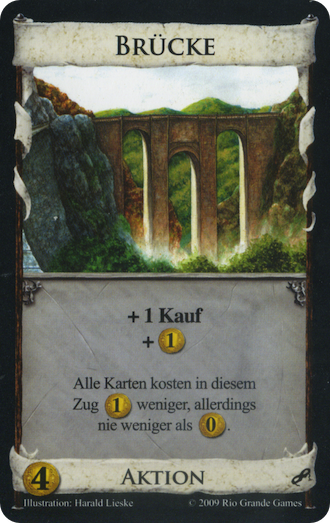 BRÜCKE
+ 1 Kauf
+ 1
Alle Karten kosten in diesem
Zug 1 weniger, allerdings
nie weniger als 0.
4 AKTION
Illustration: Harald Lieske © 2009 Rio Grande Games